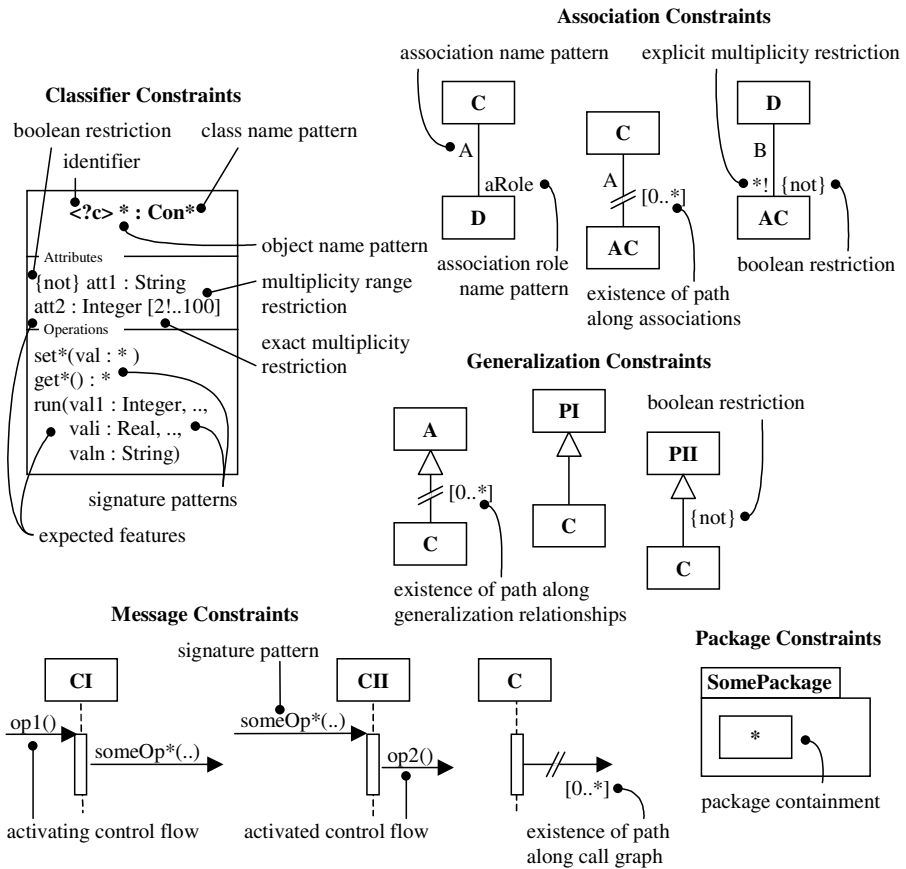 Association Constraints
association name pattern
explicit multiplicity restriction
C
A
aRole
D
association role
name pattern
C
A
[0..*]
AC
existence of path
along associations
D
B
*! {not}
AC
boolean restriction
Classifier Constraints
boolean restriction
class name pattern
identifier
<?c> * : Con*
object name pattern
Attributes
{not} att1 : String
att2 : Integer [2!..100]
multiplicity range
restriction
exact multiplicity
restriction
Operations
set*(val : * )
get*() : *
run(val1 : Integer, ..,
vali : Real, ..,
valn : String)
signature patterns
expected features
Generalization Constraints
A
[0..*]
C
existence of path along
generalization relationships
PI
C
boolean restriction
PII
{not}
C
Message Constraints
signature pattern
CI
op1()
someOp*(..)
activating control flow
CII
someOp*(..)
op2()
activated control flow
C
[0..*]
existence of path
along call graph
Package Constraints
SomePackage
*
package containment